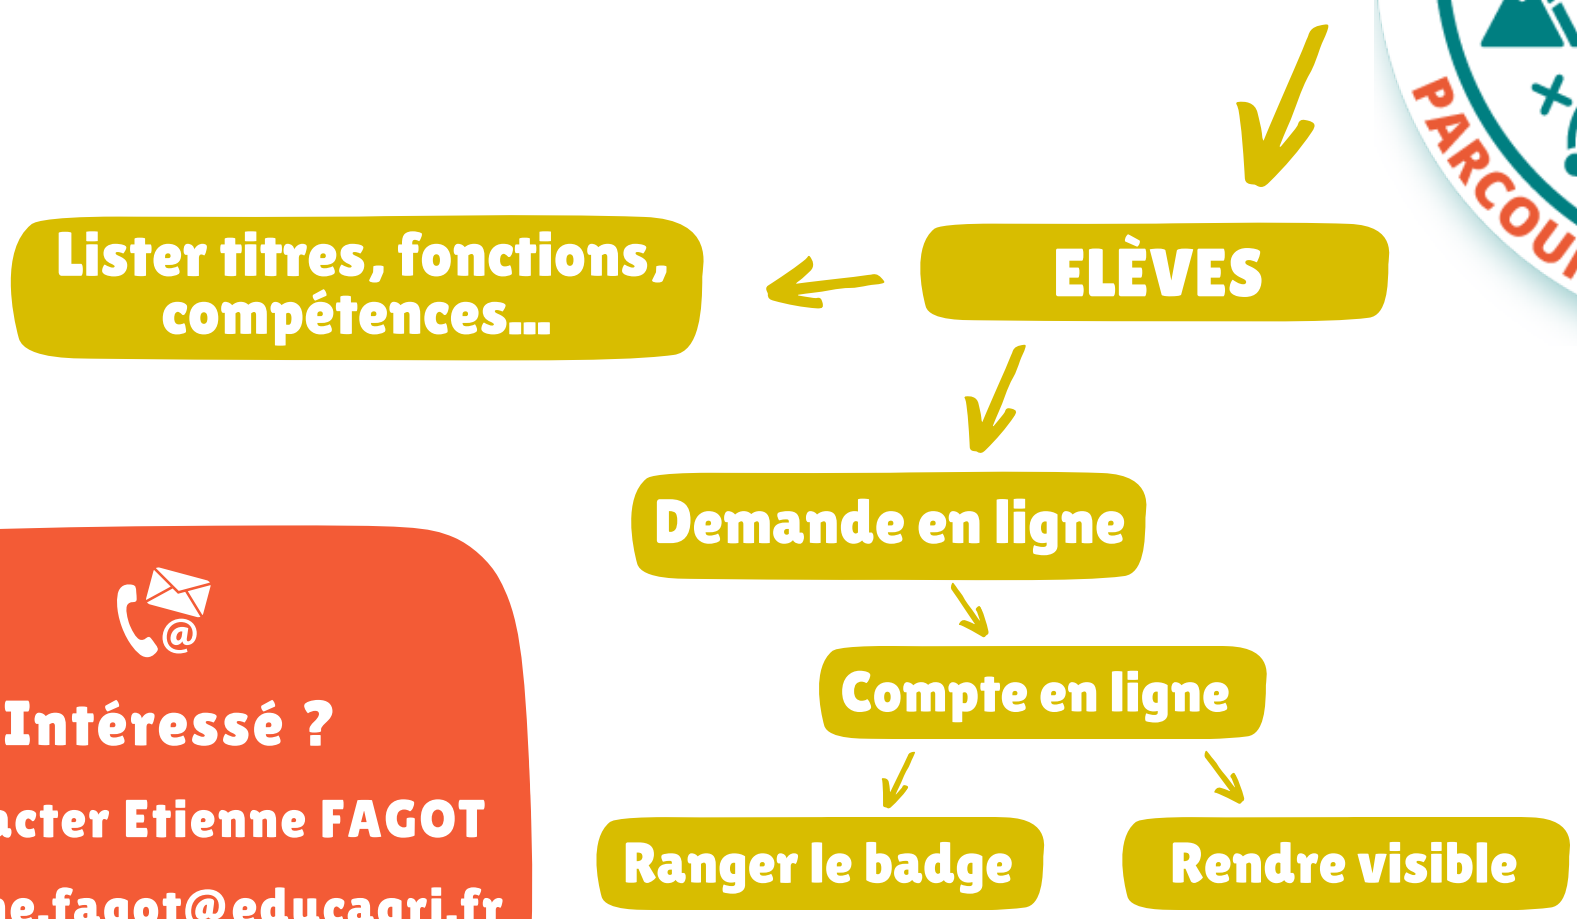 Lister titres, fonctions,
compétences...
ELÈVES
Demande en ligne
Compte en ligne
Ranger le badge
Rendre visible
@
Intéressé ?
Etienne FAGOT